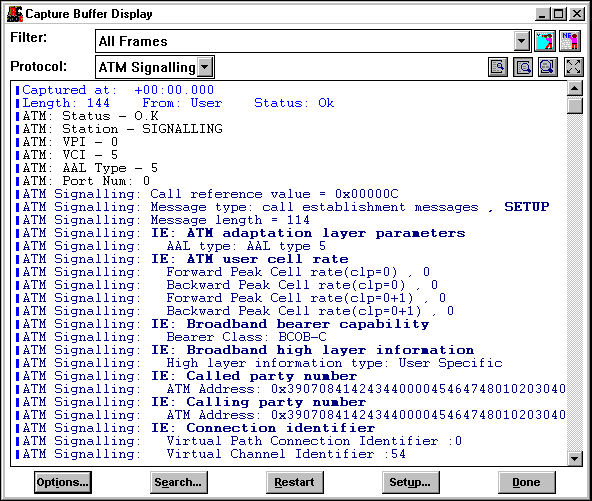 Capture Buffer Display
Filter: All Frames
Protocol: ATM Signalling
Captured at:  +00:00.000
Length: 144    From: User    Status: Ok
ATM: Status - O.K
ATM: Station - SIGNALLING
ATM: VPI - 0
ATM: VCI - 5
ATM: AAL Type - 5
ATM: Port Num: 0
ATM Signalling: Call reference value = 0x00000C
ATM Signalling: Message type: call establishment messages , SETUP
ATM Signalling: Message length = 114
ATM Signalling: IE: ATM adaptation layer parameters
ATM Signalling:   AAL type: AAL type 5
ATM Signalling: IE: ATM user cell rate
ATM Signalling:   Forward Peak Cell rate(clp=0) , 0
ATM Signalling:   Backward Peak Cell rate(clp=0) , 0
ATM Signalling:   Forward Peak Cell rate(clp=0+1) , 0
ATM Signalling:   Backward Peak Cell rate(clp=0+1) , 0
ATM Signalling: IE: Broadband bearer capability
ATM Signalling:   Bearer Class: BCOB-C
ATM Signalling: IE: Broadband high layer information
ATM Signalling:   High layer information type: User Specific
ATM Signalling: IE: Called party number
ATM Signalling:   ATM Address: 0x39070841424344000045464748010203040
ATM Signalling: IE: Calling party number
ATM Signalling:   ATM Address: 0x39070841424344000045464748010203040
ATM Signalling: IE: Connection identifier
ATM Signalling:   Virtual Path Connection Identifier :0
ATM Signalling:   Virtual Channel Identifier :54
Options... Search... Restart Setup... Done